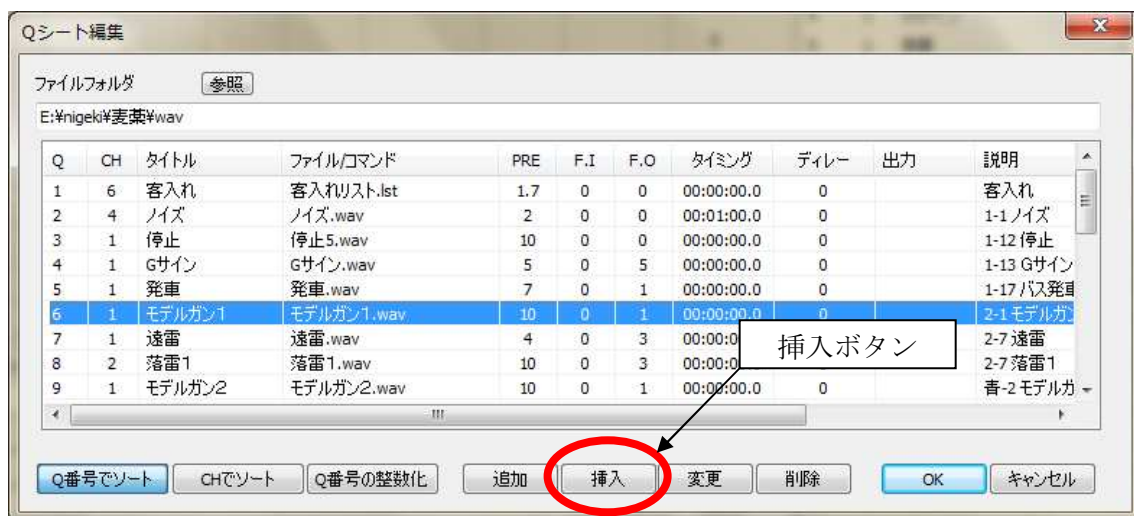 Qシート編集
ファイルフォルダ 参照
E:¥nigeki¥麦藁¥wav
Q CH タイトル ファイル/コマンド PRE F.I F.O タイミング ディレー 出力 説明
1 6 客入れ 客入れリスト.lst 1.7 0 0 00:00:00.0 0 客入れ
2 4 ノイズ ノイズ.wav 2 0 0 00:01:00.0 0 1-1ノイズ
3 1 停止 停止5.wav 10 0 0 00:00:00.0 0 1-12停止
4 1 Gサイン Gサイン.wav 5 0 5 00:00:00.0 0 1-13 Gサイン
5 1 発車 発車.wav 7 0 1 00:00:00.0 0 1-17バス発車
6 1 モデルガン1 モデルガン1.wav 10 0 1 00:00:00.0 0 2-1モデルガン
7 1 遠雷 遠雷.wav 4 0 3 00:00:0 2-7遠雷
8 2 落雷1 落雷1.wav 10 0 3 00:00:0 2-7落雷1
9 1 モデルガン2 モデルガン2.wav 10 0 1 00:00:00.0 0 青-2モデルガ
挿入ボタン
Q番号でソート CHでソート Q番号の整数化 追加 挿入 変更 削除 OK キャンセル